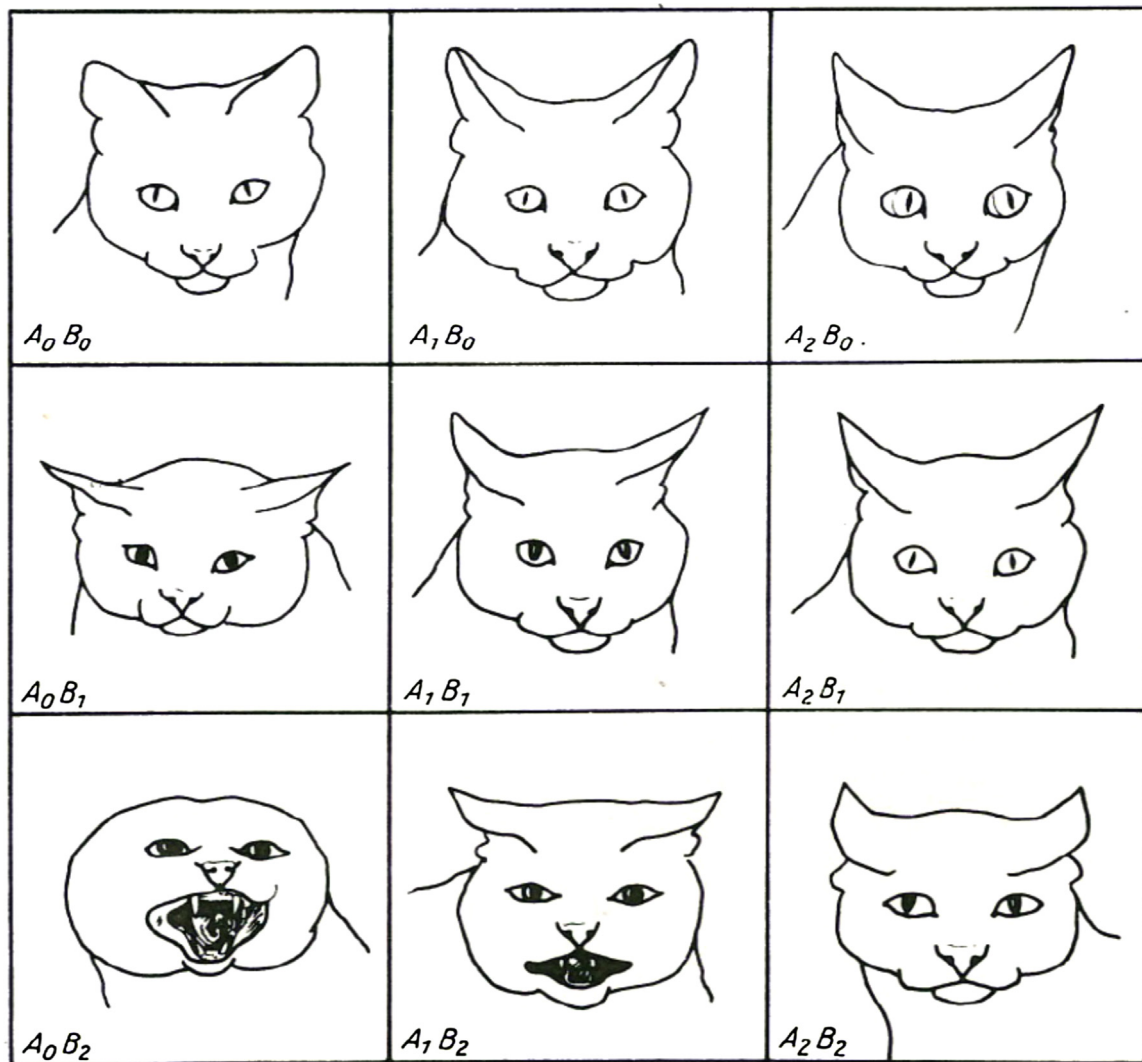 A₀ B₀
A₁ B₀
A₂ B₀ .
A₀ B₁
A₁ B₁
A₂ B₁
A₀ B₂
A₁ B₂
A₂ B₂